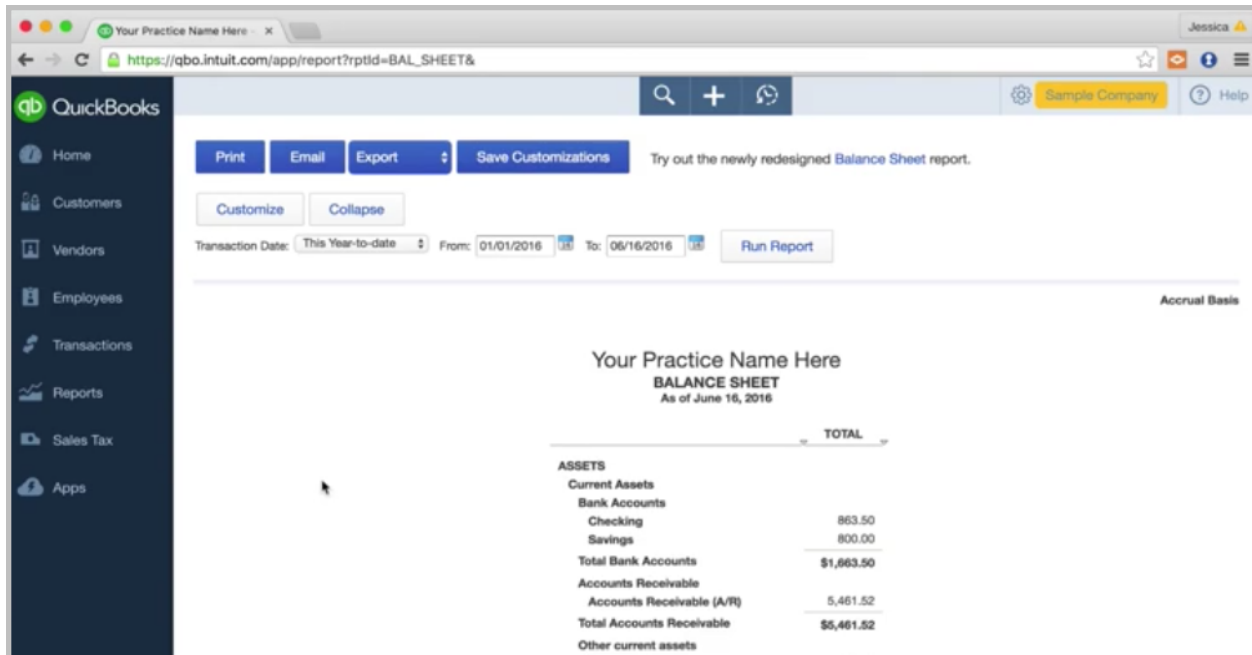 Your Practice Name Here -
Jessica
https://qbo.intuit.com/app/report?rptId=BAL_SHEET&
qb QuickBooks
Sample Company
Help
Home
Customers
Vendors
Employees
Transactions
Reports
Sales Tax
Apps
Print Email Export Save Customizations Try out the newly redesigned Balance Sheet report.
Customize Collapse
Transaction Date: This Year-to-date From: 01/01/2016 To: 06/16/2016 Run Report
Accrual Basis
Your Practice Name Here
BALANCE SHEET
As of June 16, 2016
TOTAL
ASSETS
Current Assets
Bank Accounts
Checking 863.50
Savings 800.00
Total Bank Accounts $1,663.50
Accounts Receivable
Accounts Receivable (A/R) 5,461.52
Total Accounts Receivable $5,461.52
Other current assets